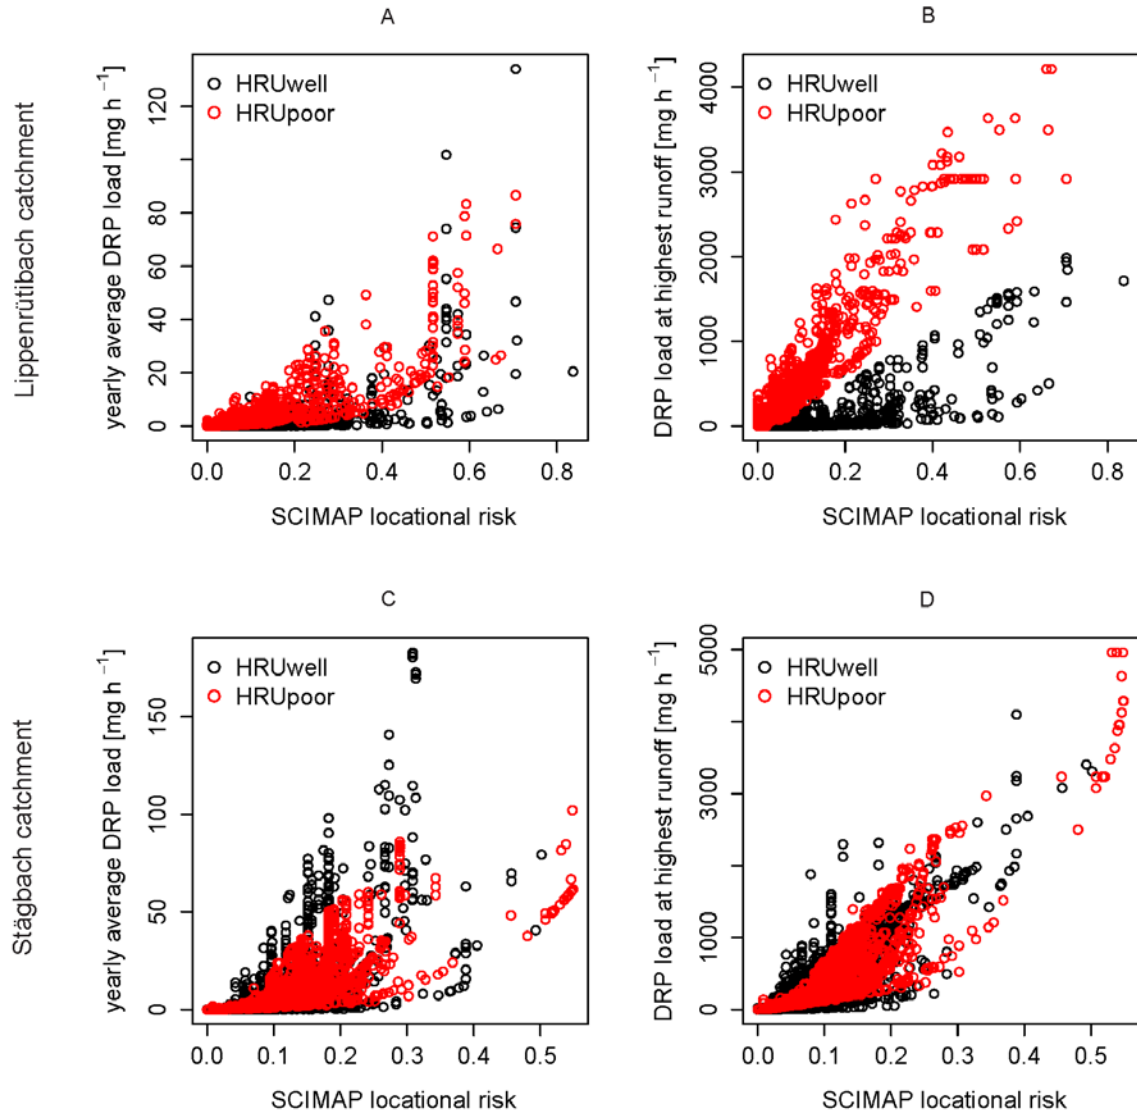 A
B
Lippenrütibach catchment
yearly average DRP load [mg h⁻¹]
0 20 40 60 80 120
HRUwell
HRUpoor
0.0 0.2 0.4 0.6 0.8
SCIMAP locational risk
DRP load at highest runoff [mg h⁻¹]
0 1000 2000 3000 4000
HRUwell
HRUpoor
0.0 0.2 0.4 0.6 0.8
SCIMAP locational risk
C
D
Stägbach catchment
yearly average DRP load [mg h⁻¹]
0 50 100 150
HRUwell
HRUpoor
0.0 0.1 0.2 0.3 0.4 0.5
SCIMAP locational risk
DRP load at highest runoff [mg h⁻¹]
0 1000 3000 5000
HRUwell
HRUpoor
0.0 0.1 0.2 0.3 0.4 0.5
SCIMAP locational risk